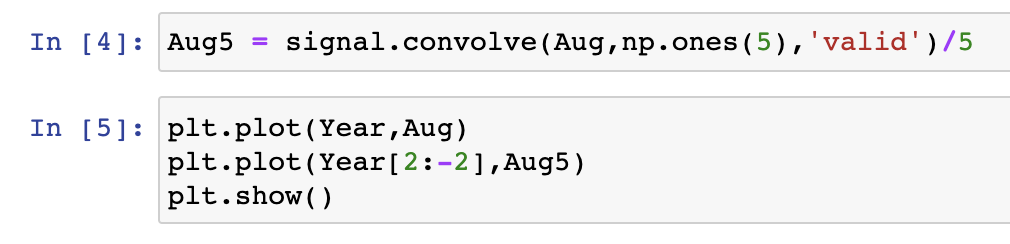 In [4]: Aug5 = signal.convolve(Aug,np.ones(5),'valid')/5
In [5]: plt.plot(Year,Aug)
plt.plot(Year[2:-2],Aug5)
plt.show()